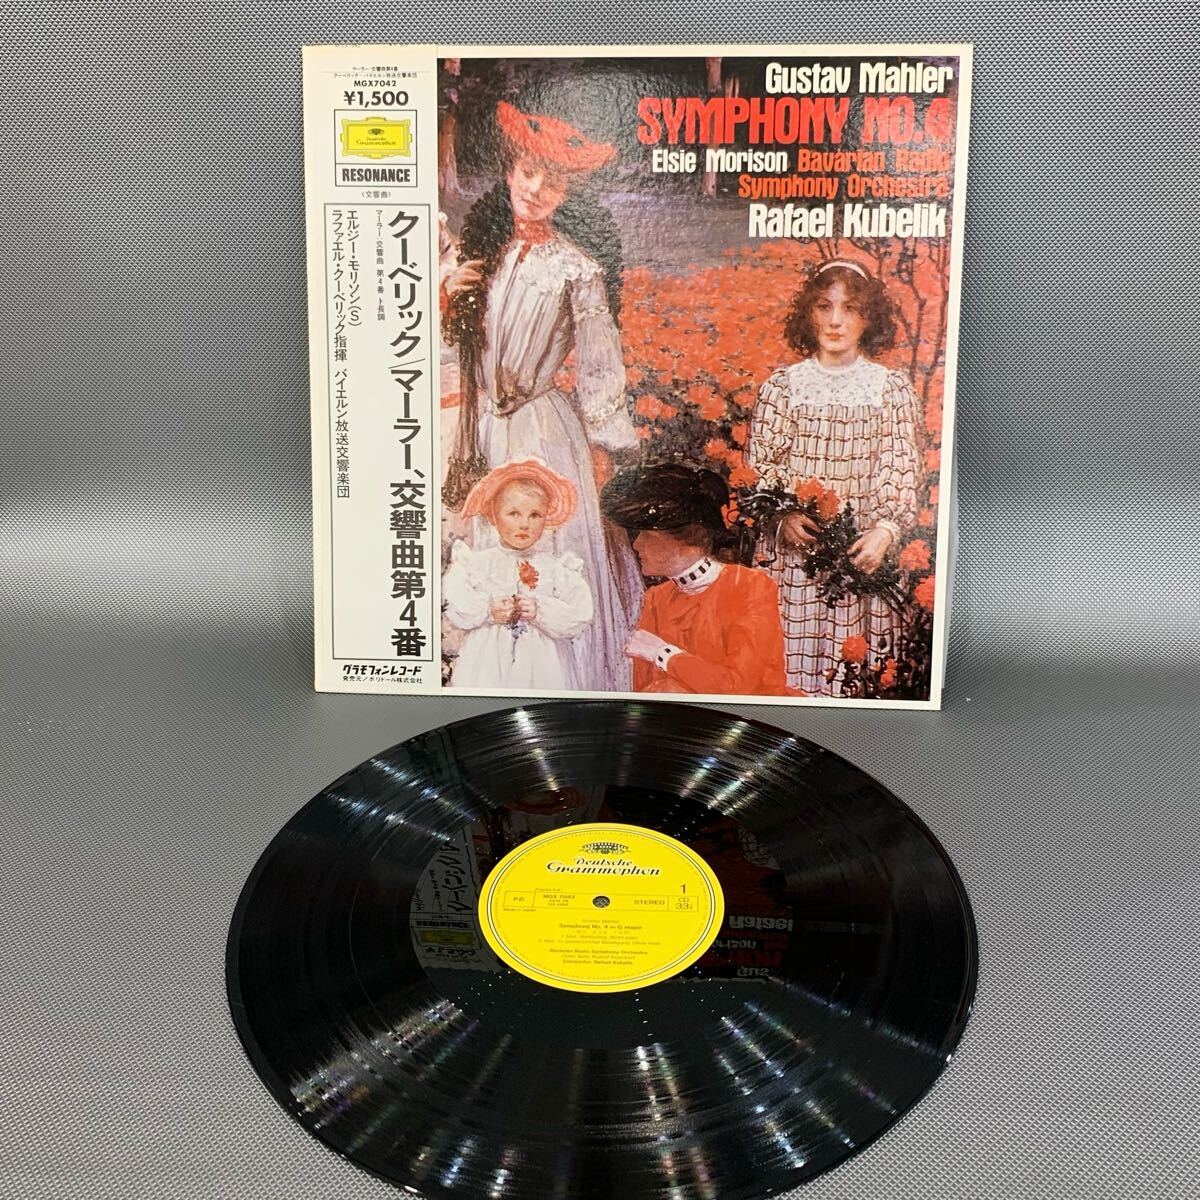 マーラー 交響曲第4番
クーベリック=バイエルン放送交響楽団
MGX7042
¥1,500
Deutsche
Grammophon
RESONANCE
〈交響曲〉
クーベリック/マーラー、交響曲第4番
マーラー:交響曲 第4番 ト長調
エルジー・モリソン(S)
ラファエル・クーベリック指揮 バイエルン放送交響楽団
グラモフォンレコード
発売元/ポリドール株式会社
Gustav Mahler
SYMPHONY NO.4
Elsie Morison Bavarian Radio
Symphony Orchestra
Rafael Kubelik
Deutsche
Grammophon
1
P.D.
MGX 7042
STEREO
33
Gustav Mahler
Symphony No. 4 in G major
Bavarian Radio Symphony Orchestra
Conductor: Rafael Kubelik